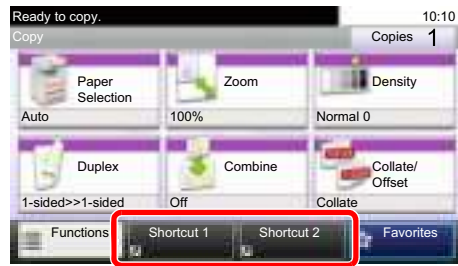 Ready to copy. 10:10
Copy Copies 1
Paper Selection Zoom Density
Auto 100% Normal 0
Duplex Combine Collate/ Offset
1-sided>>1-sided Off Collate
Functions Shortcut 1 Shortcut 2 Favorites